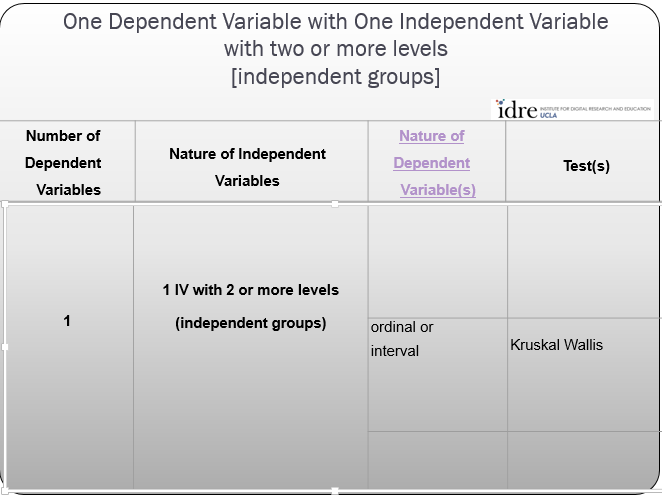 One Dependent Variable with One Independent Variable
with two or more levels
[independent groups]
idre INSTITUTE FOR DIGITAL RESEARCH AND EDUCATION
UCLA
Number of
Dependent
Variables
Nature of Independent
Variables
Nature of
Dependent
Variable(s)
Test(s)
1
1 IV with 2 or more levels
(independent groups)
ordinal or
interval
Kruskal Wallis